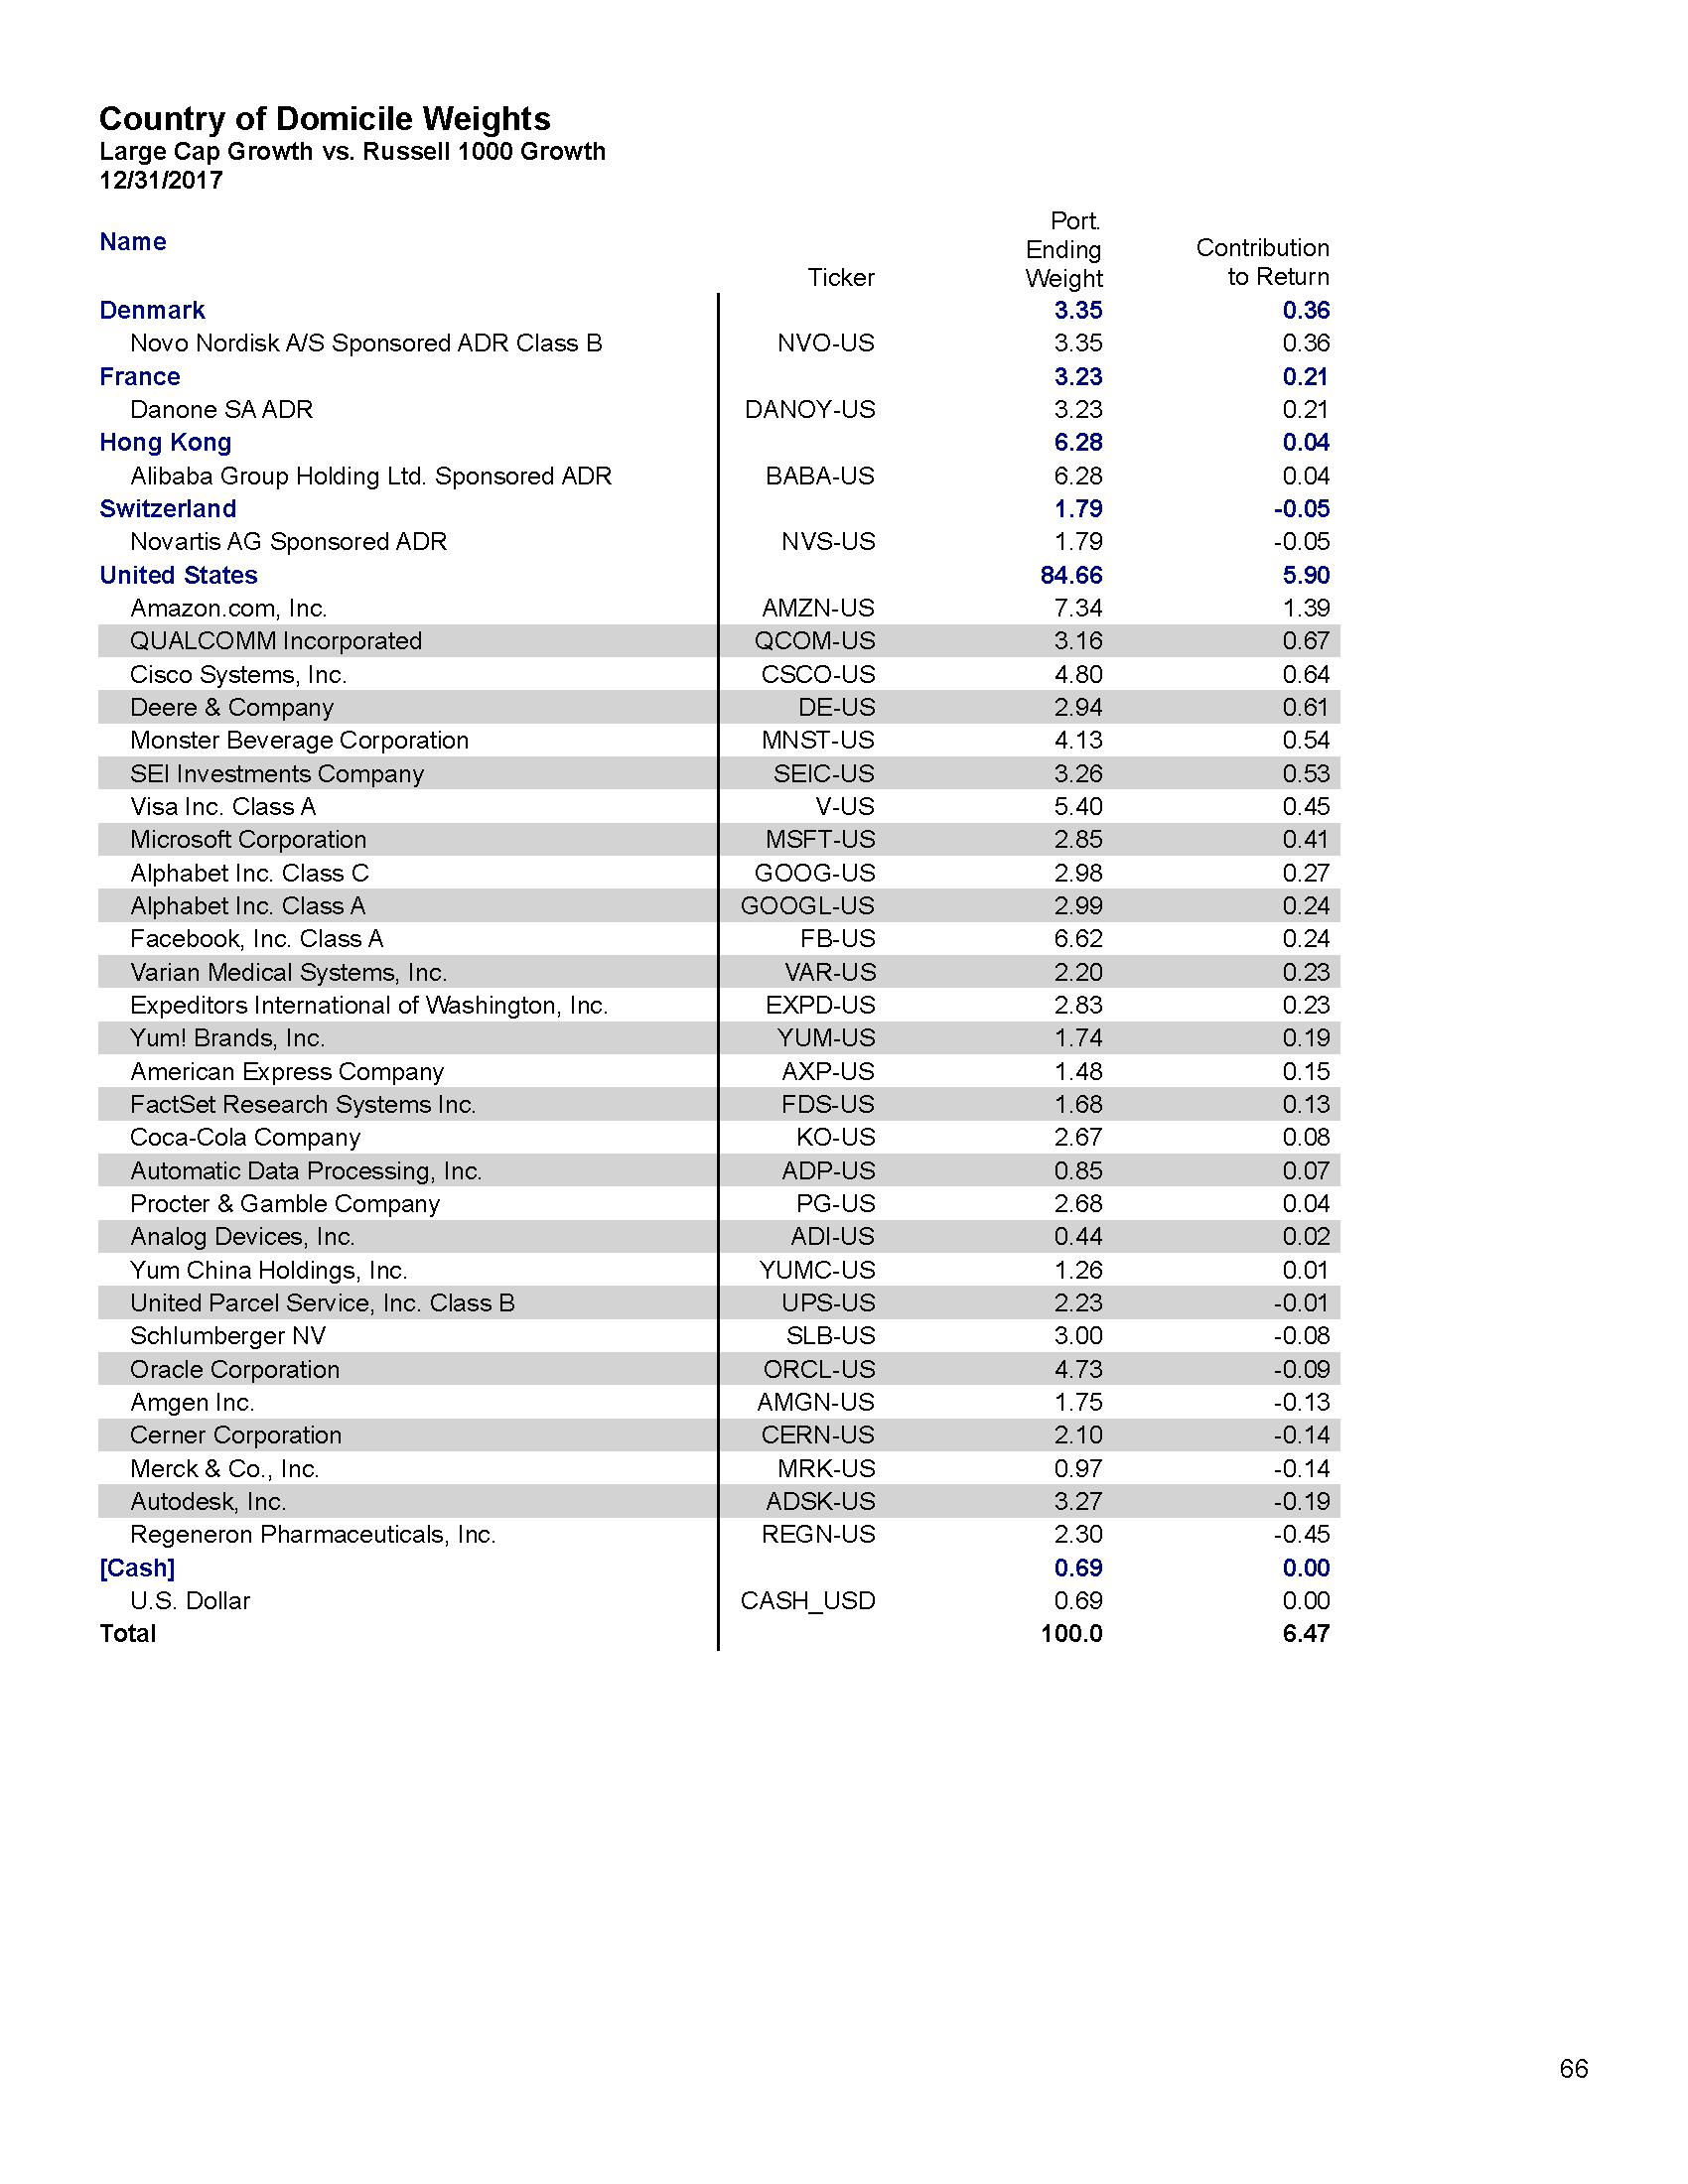 Country of Domicile Weights
Large Cap Growth vs. Russell 1000 Growth
12/31/2017
Name Ticker Port. Ending Weight Contribution to Return
Denmark 3.35 0.36
Novo Nordisk A/S Sponsored ADR Class B NVO-US 3.35 0.36
France 3.23 0.21
Danone SA ADR DANOY-US 3.23 0.21
Hong Kong 6.28 0.04
Alibaba Group Holding Ltd. Sponsored ADR BABA-US 6.28 0.04
Switzerland 1.79 -0.05
Novartis AG Sponsored ADR NVS-US 1.79 -0.05
United States 84.66 5.90
Amazon.com, Inc. AMZN-US 7.34 1.39
QUALCOMM Incorporated QCOM-US 3.16 0.67
Cisco Systems, Inc. CSCO-US 4.80 0.64
Deere & Company DE-US 2.94 0.61
Monster Beverage Corporation MNST-US 4.13 0.54
SEI Investments Company SEIC-US 3.26 0.53
Visa Inc. Class A V-US 5.40 0.45
Microsoft Corporation MSFT-US 2.85 0.41
Alphabet Inc. Class C GOOG-US 2.98 0.27
Alphabet Inc. Class A GOOGL-US 2.99 0.24
Facebook, Inc. Class A FB-US 6.62 0.24
Varian Medical Systems, Inc. VAR-US 2.20 0.23
Expeditors International of Washington, Inc. EXPD-US 2.83 0.23
Yum! Brands, Inc. YUM-US 1.74 0.19
American Express Company AXP-US 1.48 0.15
FactSet Research Systems Inc. FDS-US 1.68 0.13
Coca-Cola Company KO-US 2.67 0.08
Automatic Data Processing, Inc. ADP-US 0.85 0.07
Procter & Gamble Company PG-US 2.68 0.04
Analog Devices, Inc. ADI-US 0.44 0.02
Yum China Holdings, Inc. YUMC-US 1.26 0.01
United Parcel Service, Inc. Class B UPS-US 2.23 -0.01
Schlumberger NV SLB-US 3.00 -0.08
Oracle Corporation ORCL-US 4.73 -0.09
Amgen Inc. AMGN-US 1.75 -0.13
Cerner Corporation CERN-US 2.10 -0.14
Merck & Co., Inc. MRK-US 0.97 -0.14
Autodesk, Inc. ADSK-US 3.27 -0.19
Regeneron Pharmaceuticals, Inc. REGN-US 2.30 -0.45
[Cash] 0.69 0.00
U.S. Dollar CASH_USD 0.69 0.00
Total 100.0 6.47
66